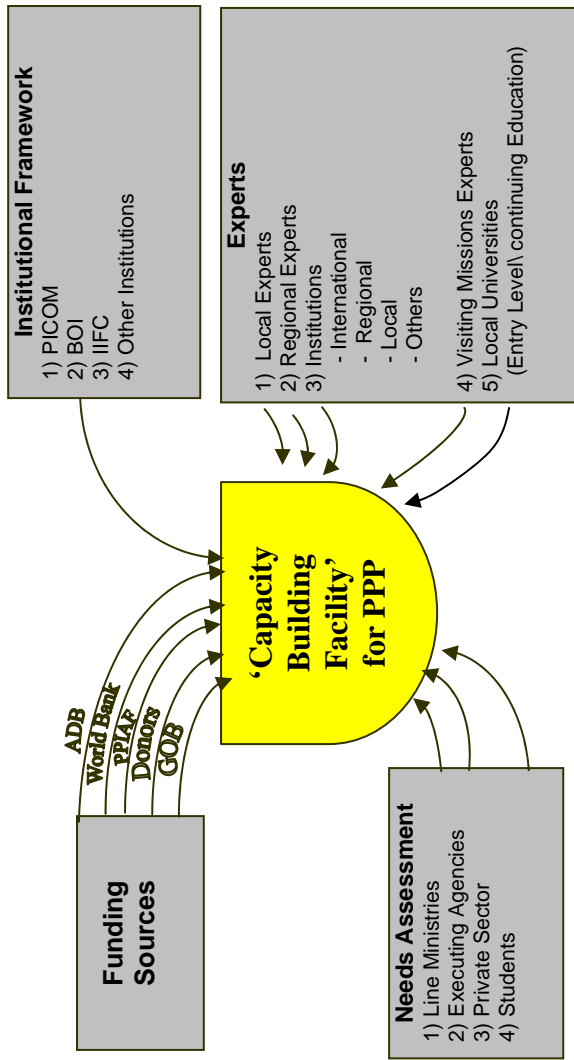 Funding
Sources
ADB
World Bank
PPIAF
Donors
GOB
Institutional Framework
1) PICOM
2) BOI
3) IIFC
4) Other Institutions
‘Capacity
Building
Facility’
for PPP
Needs Assessment
1) Line Ministries
2) Executing Agencies
3) Private Sector
4) Students
Experts
1) Local Experts
2) Regional Experts
3) Institutions
- International
- Regional
- Local
- Others
4) Visiting Missions Experts
5) Local Universities
(Entry Level\ continuing Education)